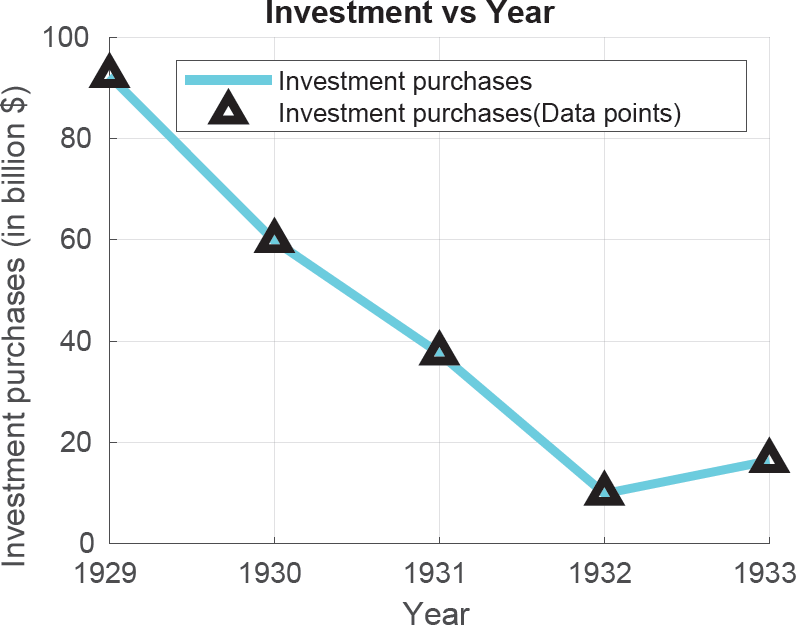 Investment vs Year
Investment purchases
Investment purchases(Data points)
Investment purchases (in billion $)
100
80
60
40
20
0
1929 1930 1931 1932 1933
Year